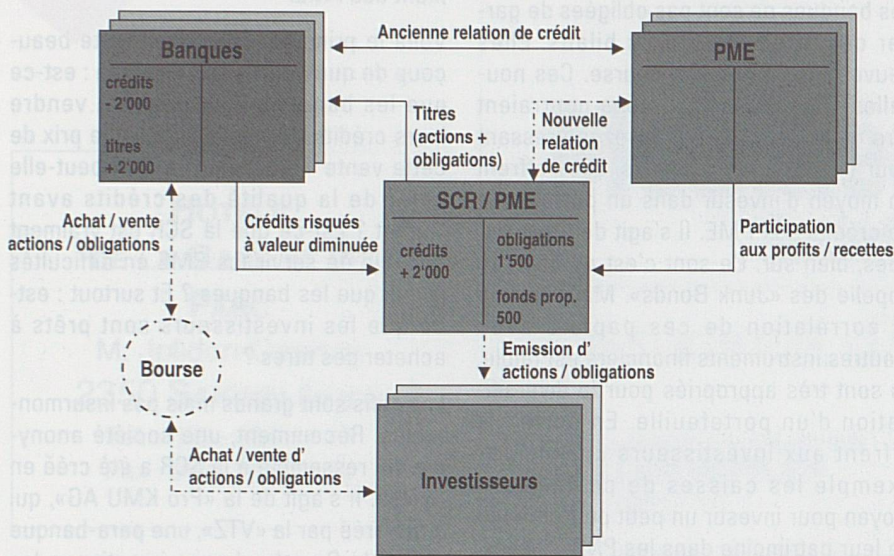 Ancienne relation de crédit
Banques
crédits
- 2'000
titres
+ 2'000
PME
Titres
(actions +
obligations)
Nouvelle
relation
de crédit
Achat / vente
actions / obligations
Crédits risqués
à valeur diminuée
SCR / PME
crédits
+ 2'000
obligations
1'500
fonds prop.
500
Participation
aux profits / recettes
Bourse
Emission d'
actions / obligations
Achat / vente d'
actions / obligations
Investisseurs